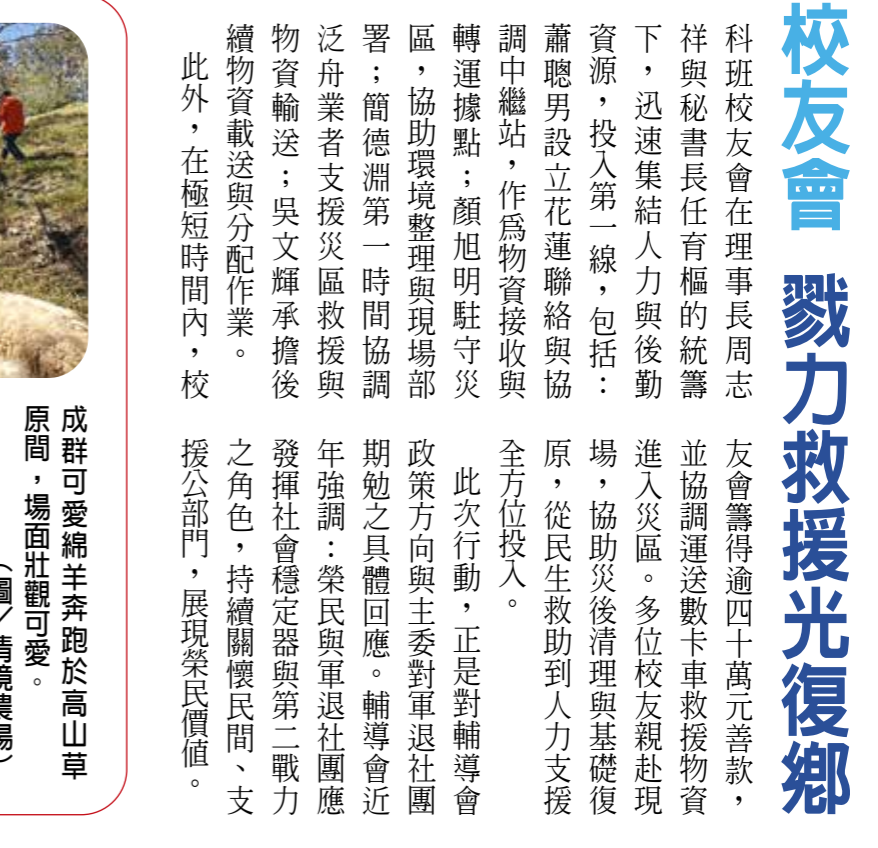 校友會 戮力救援光復鄉
科班校友會在理事長周志
祥與秘書長任育樞的統籌
下，迅速集結人力與後勤
資源，投入第一線，包括：
蕭聰男設立花蓮聯絡與協
調中繼站，作爲物資接收與
轉運據點；顏旭明駐守災
區，協助環境整理與現場部
署；簡德淵第一時間協調
泛舟業者支援災區救援與
物資輸送；吳文輝承擔後
續物資載送與分配作業。
此外，在極短時間內，校
友會籌得逾四十萬元善款，
並協調運送數卡車救援物資
進入災區。多位校友親赴現
場，協助災後清理與基礎復
原，從民生救助到人力支援
全方位投入。
此次行動，正是對輔導會
政策方向與主委對軍退社團
期勉之具體回應。輔導會近
年強調：榮民與軍退社團應
發揮社會穩定器與第二戰力
之角色，持續關懷民間、支
援公部門，展現榮民價值。
成群可愛綿羊奔跑於高山草
原間，場面壯觀可愛。
（圖／清境農場）